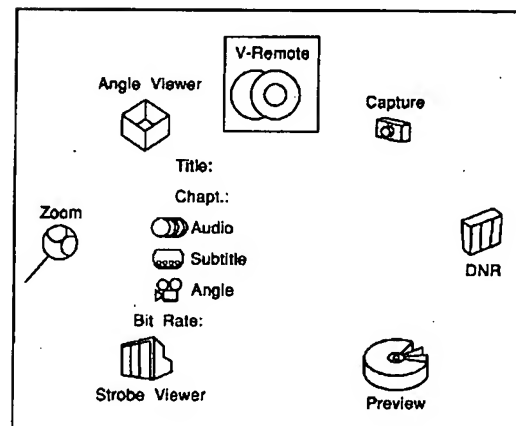 V-Remote
Angle Viewer
Capture
Title:
Chapt.:
Zoom
Audio
Subtitle
DNR
Angle
Bit Rate:
Strobe Viewer
Preview